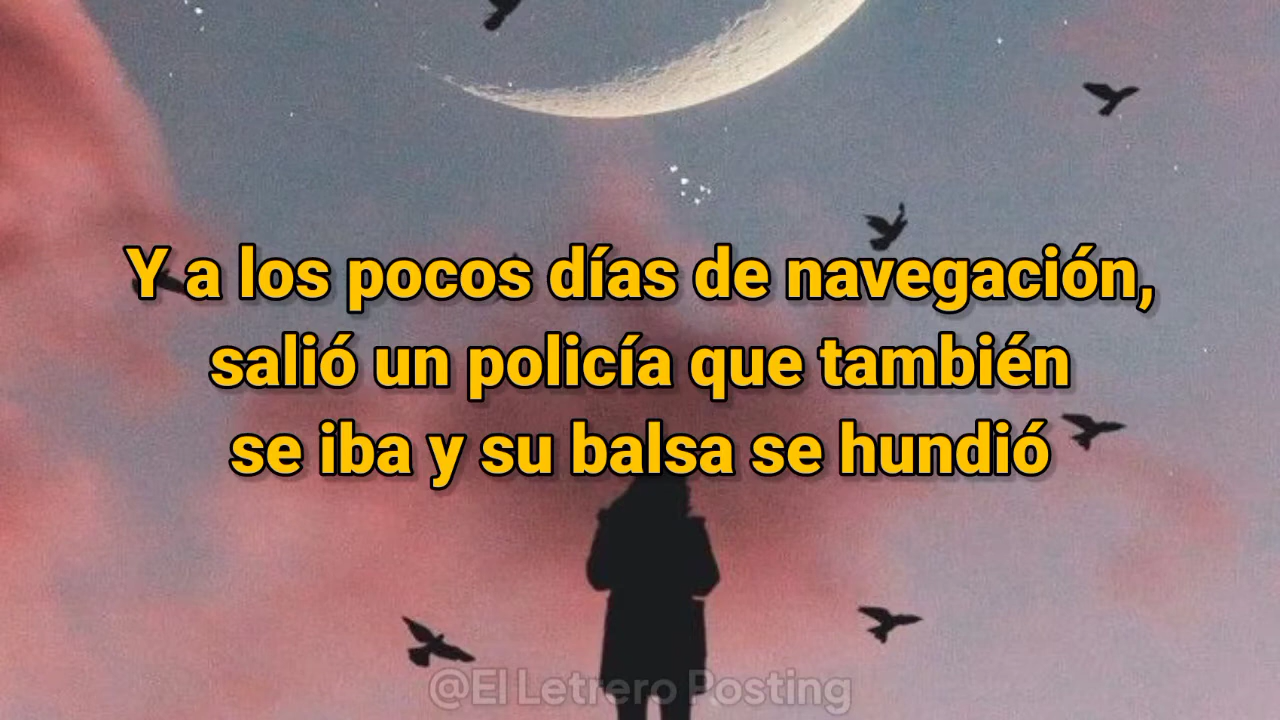 Y a los pocos días de navegación,
salió un policía que también
se iba y su balsa se hundió
@El Letrero Posting